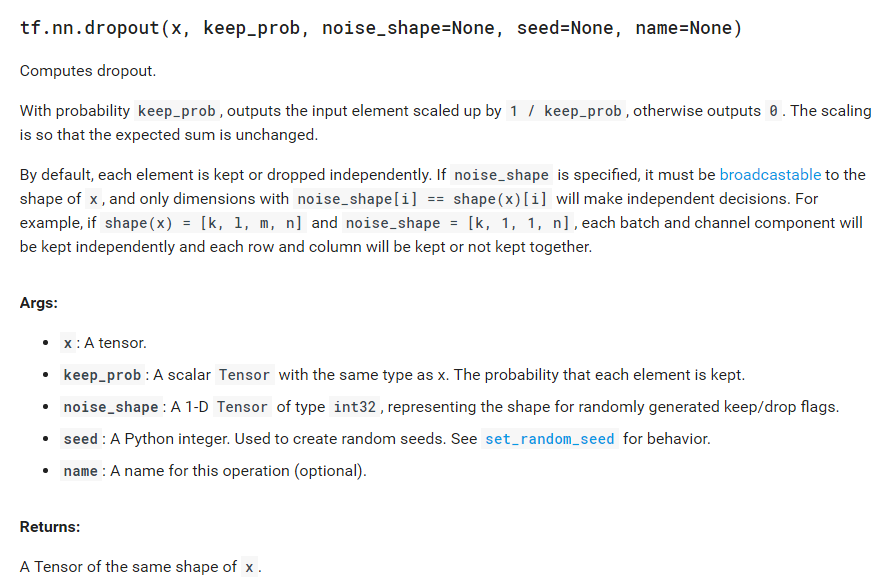 tf.nn.dropout(x, keep_prob, noise_shape=None, seed=None, name=None)
Computes dropout.
With probability keep_prob, outputs the input element scaled up by 1 / keep_prob, otherwise outputs 0. The scaling
is so that the expected sum is unchanged.
By default, each element is kept or dropped independently. If noise_shape is specified, it must be broadcastable to the
shape of x, and only dimensions with noise_shape[i] == shape(x)[i] will make independent decisions. For
example, if shape(x) = [k, l, m, n] and noise_shape = [k, 1, 1, n], each batch and channel component will
be kept independently and each row and column will be kept or not kept together.
Args:
• x: A tensor.
• keep_prob: A scalar Tensor with the same type as x. The probability that each element is kept.
• noise_shape: A 1-D Tensor of type int32, representing the shape for randomly generated keep/drop flags.
• seed: A Python integer. Used to create random seeds. See set_random_seed for behavior.
• name: A name for this operation (optional).
Returns:
A Tensor of the same shape of x.